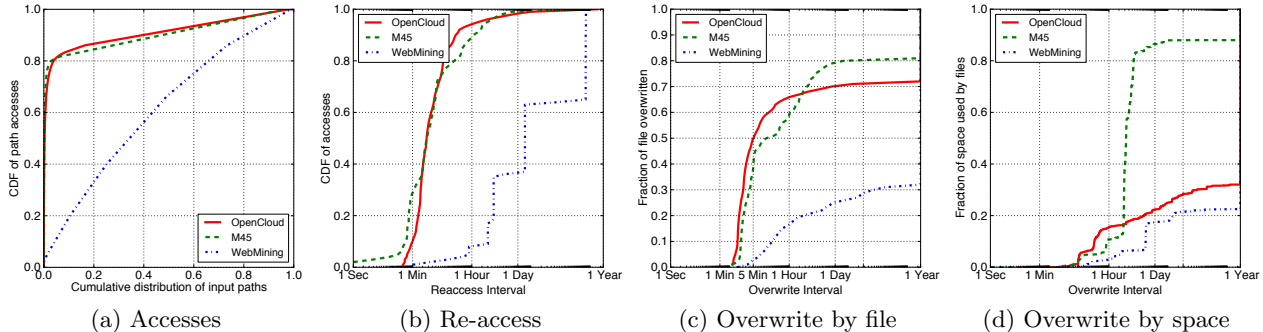 1.0
0.8
0.6
0.4
0.2
0.0
CDF of path accesses
0.0 0.2 0.4 0.6 0.8 1.0
Cumulative distribution of input paths
OpenCloud
M45
WebMining
(a) Accesses
1.0
0.8
0.6
0.4
0.2
0.0
CDF of accesses
1 Sec 1 Min 1 Hour 1 Day 1 Year
Reaccess Interval
OpenCloud
M45
WebMining
(b) Re-access
1.0
0.9
0.8
0.7
0.6
0.5
0.4
0.3
0.2
0.1
0.0
Fraction of file overwritten
1 Sec 1 Min 5 Min 1 Hour 1 Day 1 Year
Overwrite Interval
OpenCloud
M45
WebMining
(c) Overwrite by file
1.0
0.8
0.6
0.4
0.2
0.0
Fraction of space used by files
1 Sec 1 Min 1 Hour 1 Day 1 Year
Overwrite Interval
OpenCloud
M45
WebMining
(d) Overwrite by space